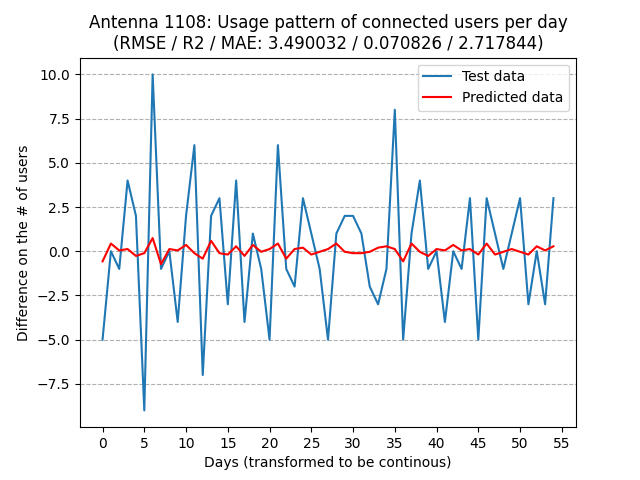 Antenna 1108: Usage pattern of connected users per day
(RMSE / R2 / MAE: 3.490032 / 0.070826 / 2.717844)
Test data
Predicted data
Difference on the # of users
10.0
7.5
5.0
2.5
0.0
−2.5
−5.0
−7.5
0 5 10 15 20 25 30 35 40 45 50 55
Days (transformed to be continous)